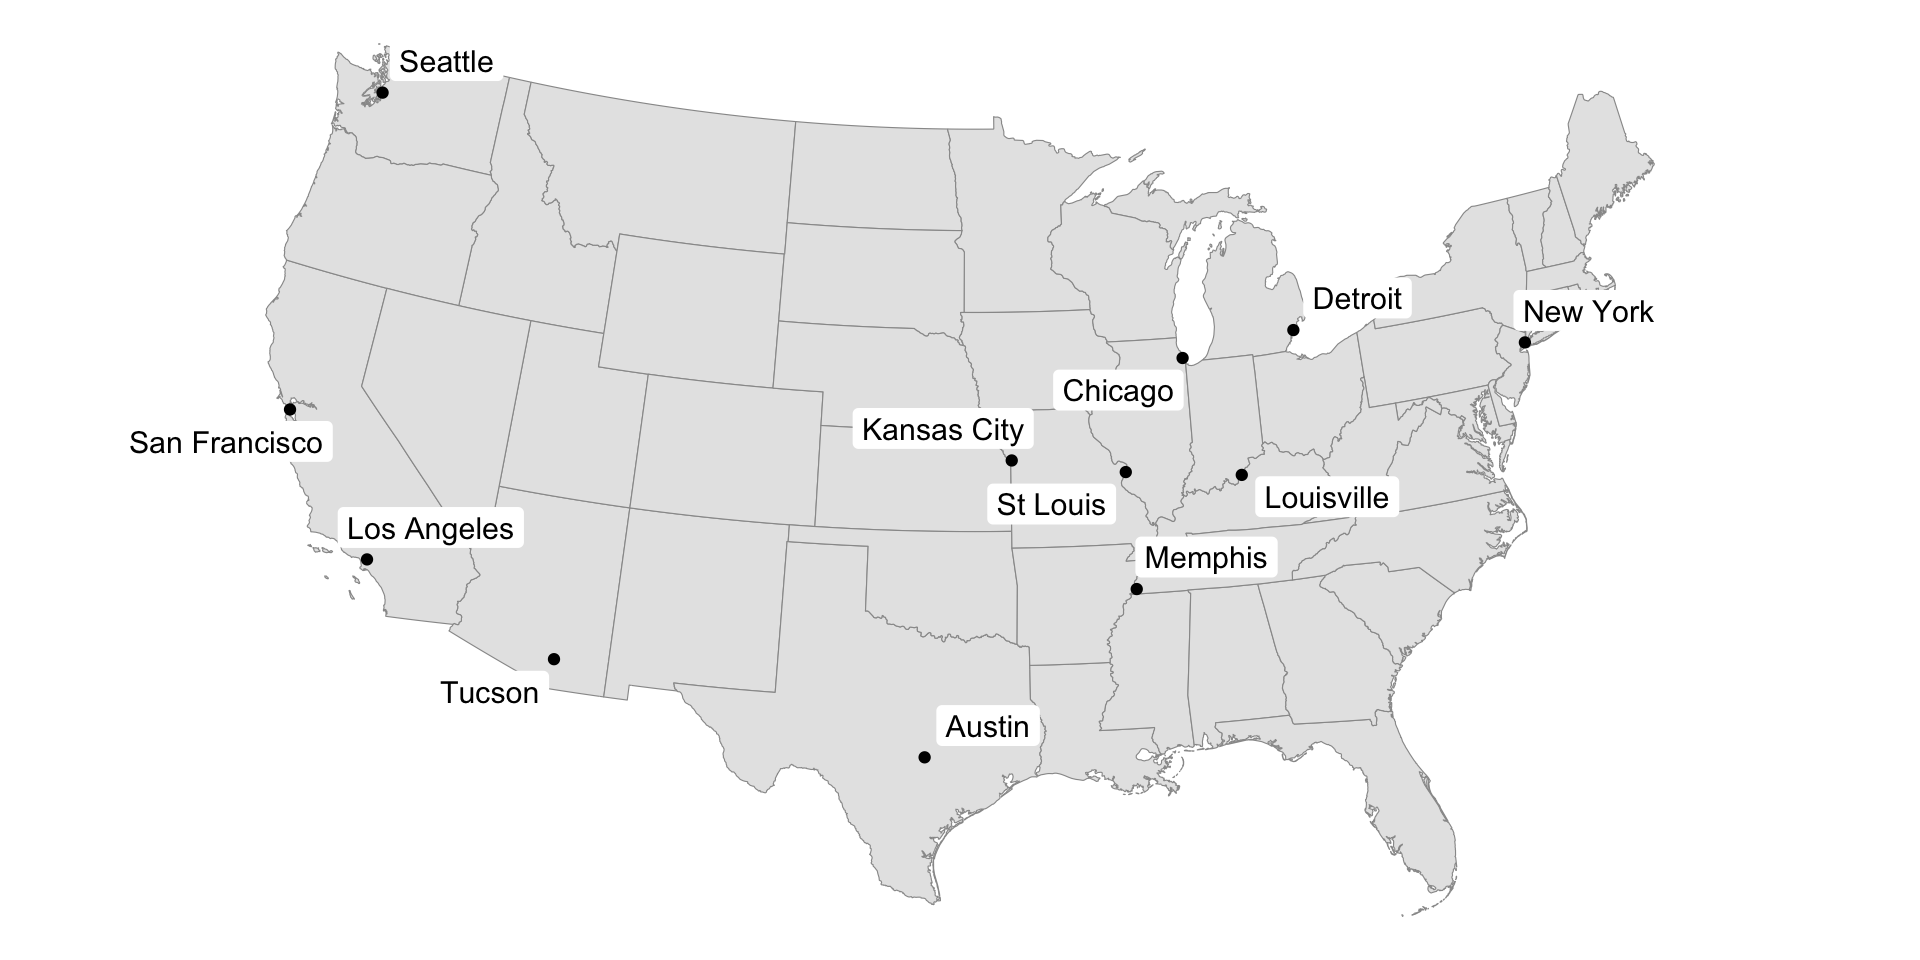 Seattle
Detroit
New York
Chicago
Kansas City
San Francisco
St Louis
Louisville
Los Angeles
Memphis
Tucson
Austin